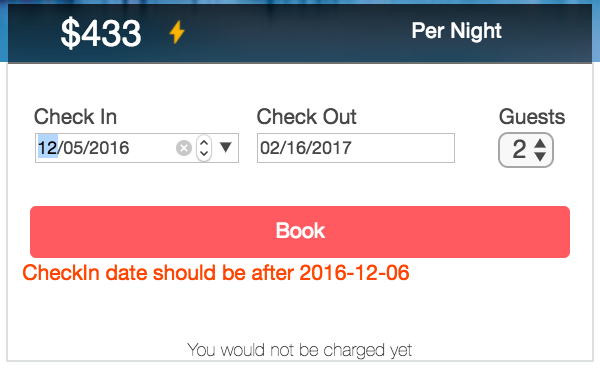 $433 Per Night
Check In Check Out Guests
12/05/2016 02/16/2017 2
Book
CheckIn date should be after 2016-12-06
You would not be charged yet